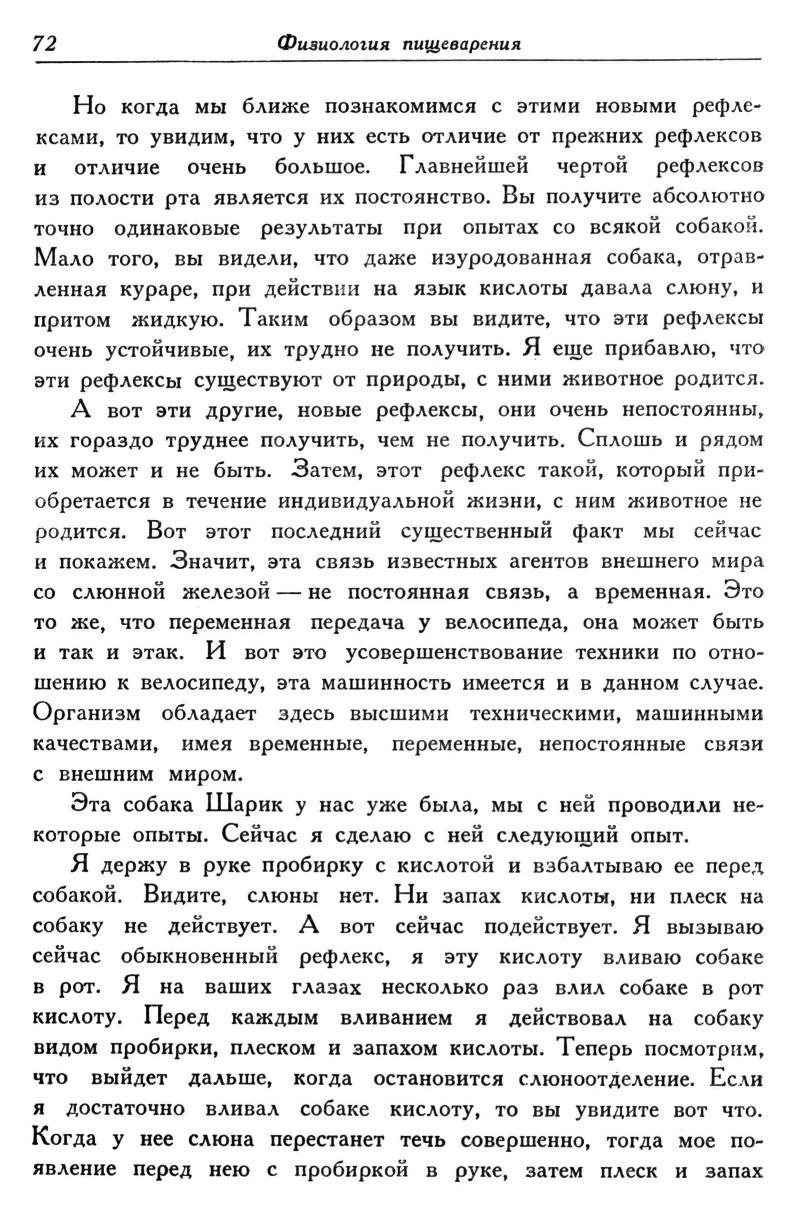 72
Физиология пищеварения
Но когда мы ближе познакомимся с этими новыми рефле-
ксами, то увидим, что у них есть отличие от прежних рефлексов
и отличие очень большое. Главнейшей чертой рефлексов
из полости рта является их постоянство. Вы получите абсолютно
точно одинаковые результаты при опытах со всякой собакой.
Мало того, вы видели, что даже изуродованная собака, отрав-
ленная кураре, при действии на язык кислоты давала слюну, и
притом жидкую. Таким образом вы видите, что эти рефлексы
очень устойчивые, их трудно не получить. Я еще прибавлю, что
эти рефлексы существуют от природы, с ними животное родится.
А вот эти другие, новые рефлексы, они очень непостоянны,
их гораздо труднее получить, чем не получить. Сплошь и рядом
их может и не быть. Затем, этот рефлекс такой, который при-
обретается в течение индивидуальной жизни, с ним животное не
родится. Вот этот последний существенный факт мы сейчас
и покажем. Значит, эта связь известных агентов внешнего мира
со слюнной железой — не постоянная связь, а временная. Это
то же, что переменная передача у велосипеда, она может быть
и так и этак. И вот это усовершенствование техники по отно-
шению к велосипеду, эта машинность имеется и в данном случае.
Организм обладает здесь высшими техническими, машинными
качествами, имея временные, переменные, непостоянные связи
с внешним миром.
Эта собака Шарик у нас уже была, мы с ней проводили не-
которые опыты. Сейчас я сделаю с ней следующий опыт.
Я держу в руке пробирку с кислотой и взбалтываю ее перед
собакой. Видите, слюны нет. Ни запах кислоты, ни плеск на
собаку не действует. А вот сейчас подействует. Я вызываю
сейчас обыкновенный рефлекс, я эту кислоту вливаю собаке
в рот. Я на ваших глазах несколько раз влил собаке в рот
кислоту. Перед каждым вливанием я действовал на собаку
видом пробирки, плеском и запахом кислоты. Теперь посмотрим,
что выйдет дальше, когда остановится слюноотделение. Если
я достаточно вливал собаке кислоту, то вы увидите вот что.
Когда у нее слюна перестанет течь совершенно, тогда мое по-
явление перед нею с пробиркой в руке, затем плеск и запах